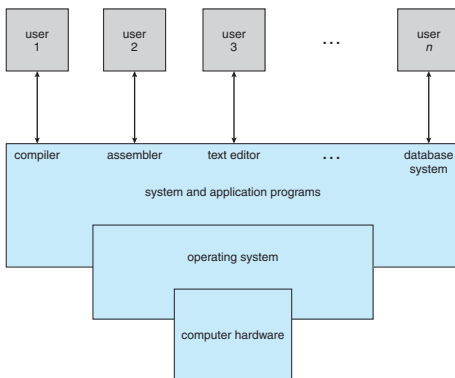 user
1
user
2
user
3
...
user
n
compiler
assembler
text editor
...
database
system
system and application programs
operating system
computer hardware